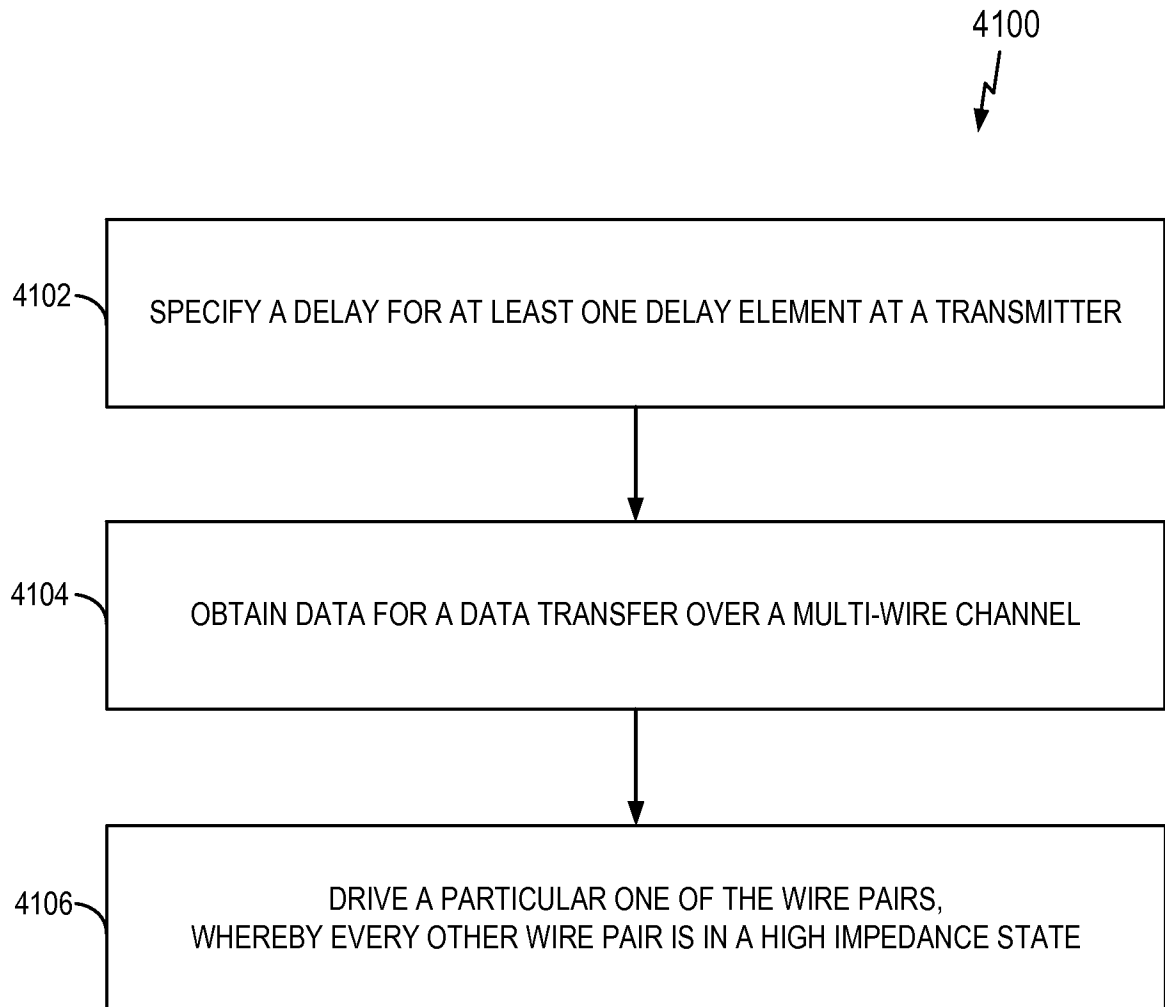 4100
4102
SPECIFY A DELAY FOR AT LEAST ONE DELAY ELEMENT AT A TRANSMITTER
4104
OBTAIN DATA FOR A DATA TRANSFER OVER A MULTI-WIRE CHANNEL
4106
DRIVE A PARTICULAR ONE OF THE WIRE PAIRS,
WHEREBY EVERY OTHER WIRE PAIR IS IN A HIGH IMPEDANCE STATE